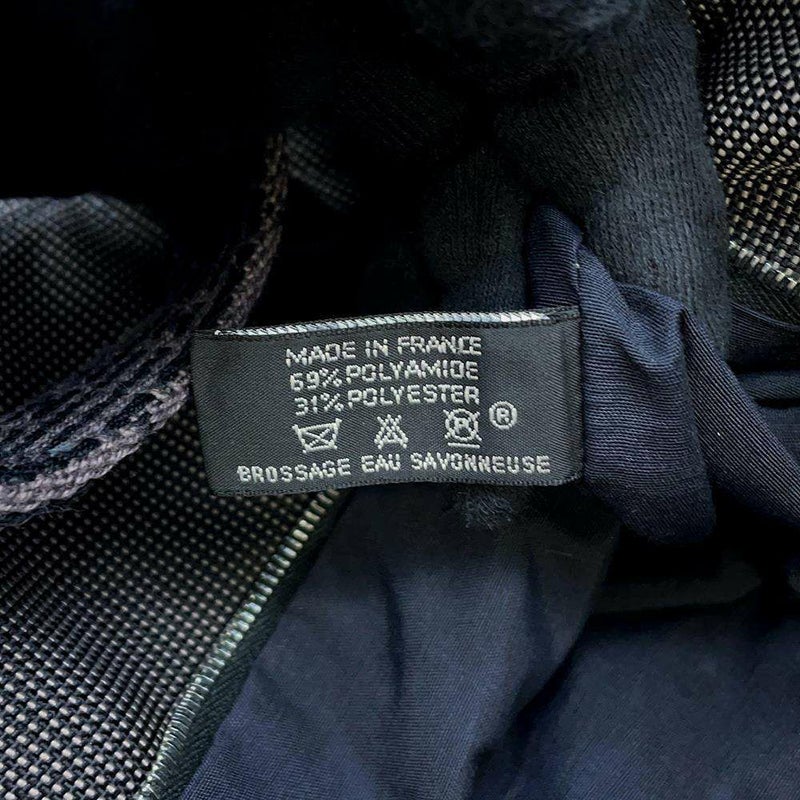 MADE IN FRANCE
69% POLYAMIDE
31% POLYESTER
P ®
BROSSAGE EAU SAVONNEUSE